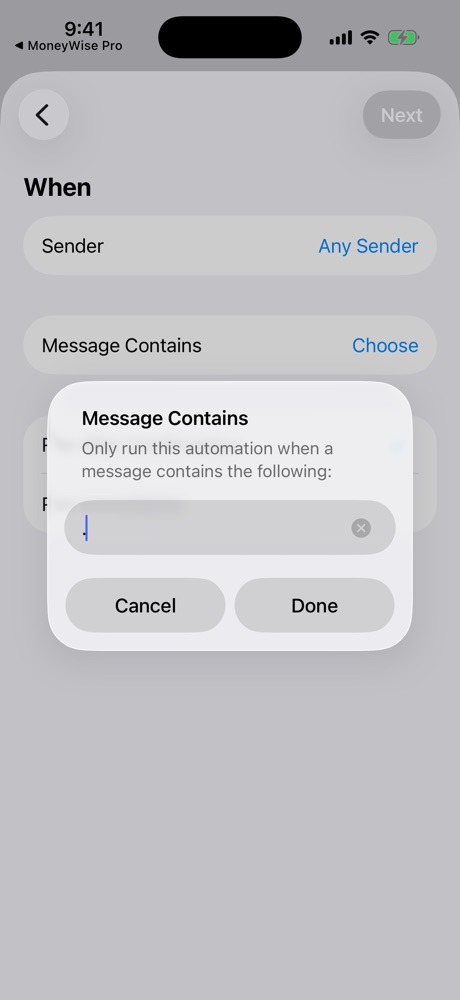 9:41
◀ MoneyWise Pro
Next
When
Sender
Any Sender
Message Contains
Choose
Message Contains
Only run this automation when a
message contains the following:
.
Cancel
Done